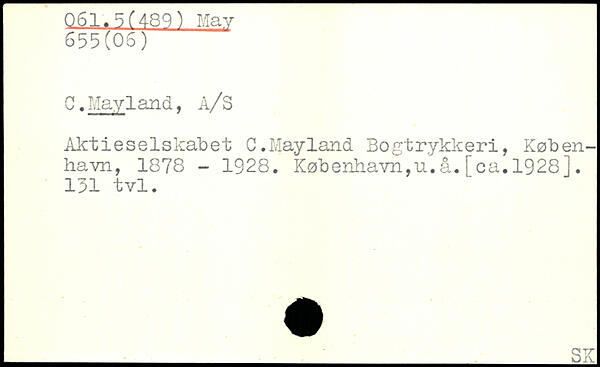 061.5(489) May
655(06)
C.Mayland, A/S
Aktieselskabet C.Mayland Bogtrykkeri, Køben-
havn, 1878 - 1928. København,u.å.[ca.1928].
131 tvl.
SK